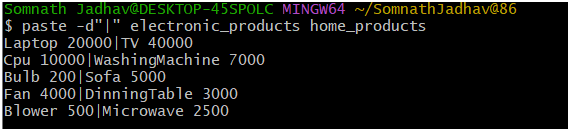 Somnath Jadhav@DESKTOP-45SPOLC MINGW64 ~/SomnathJadhav@86
$ paste -d"|" electronic_products home_products
Laptop 20000|TV 40000
Cpu 10000|WashingMachine 7000
Bulb 200|Sofa 5000
Fan 4000|DinningTable 3000
Blower 500|Microwave 2500